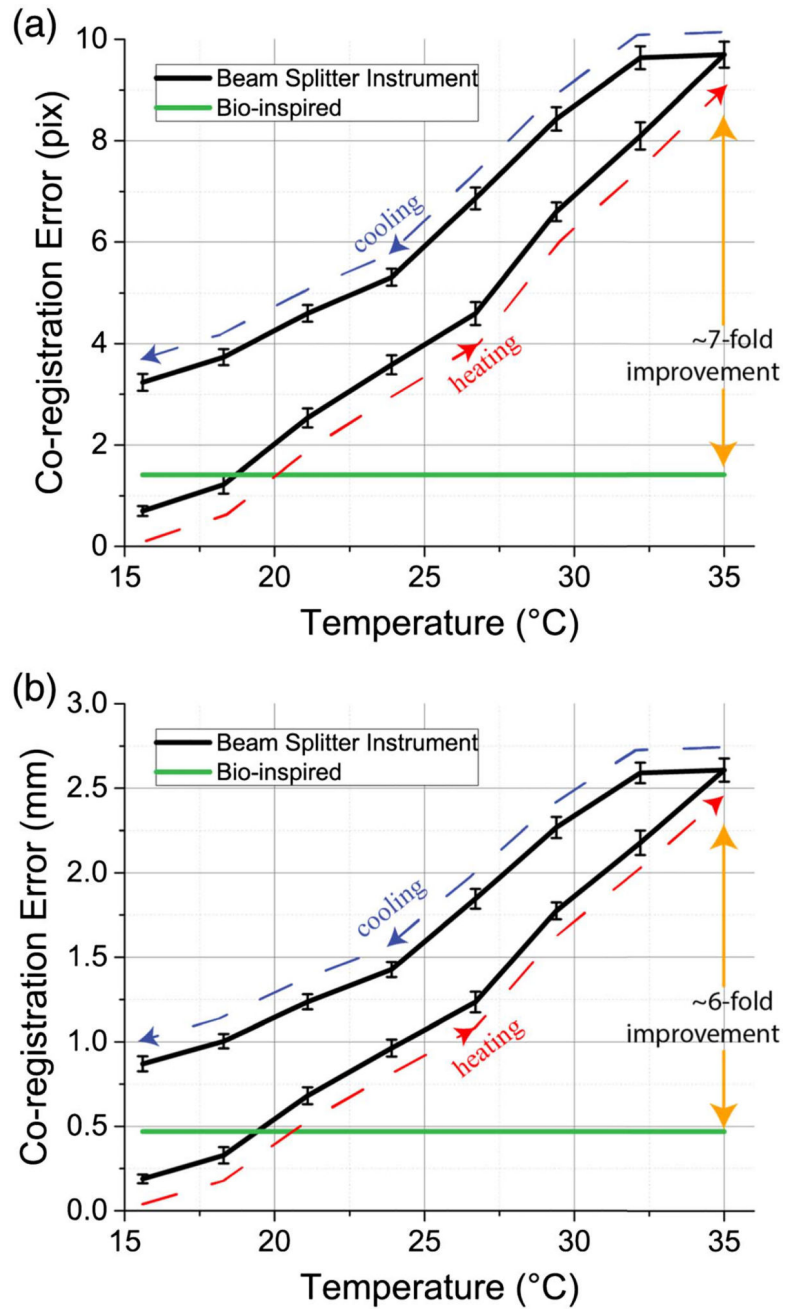 (a)
10
8
6
4
2
0
Co-registration Error (pix)
Beam Splitter Instrument
Bio-inspired
cooling
heating
~7-fold
improvement
15 20 25 30 35
Temperature (°C)
(b)
3.0
2.5
2.0
1.5
1.0
0.5
0.0
Co-registration Error (mm)
Beam Splitter Instrument
Bio-inspired
cooling
heating
~6-fold
improvement
15 20 25 30 35
Temperature (°C)